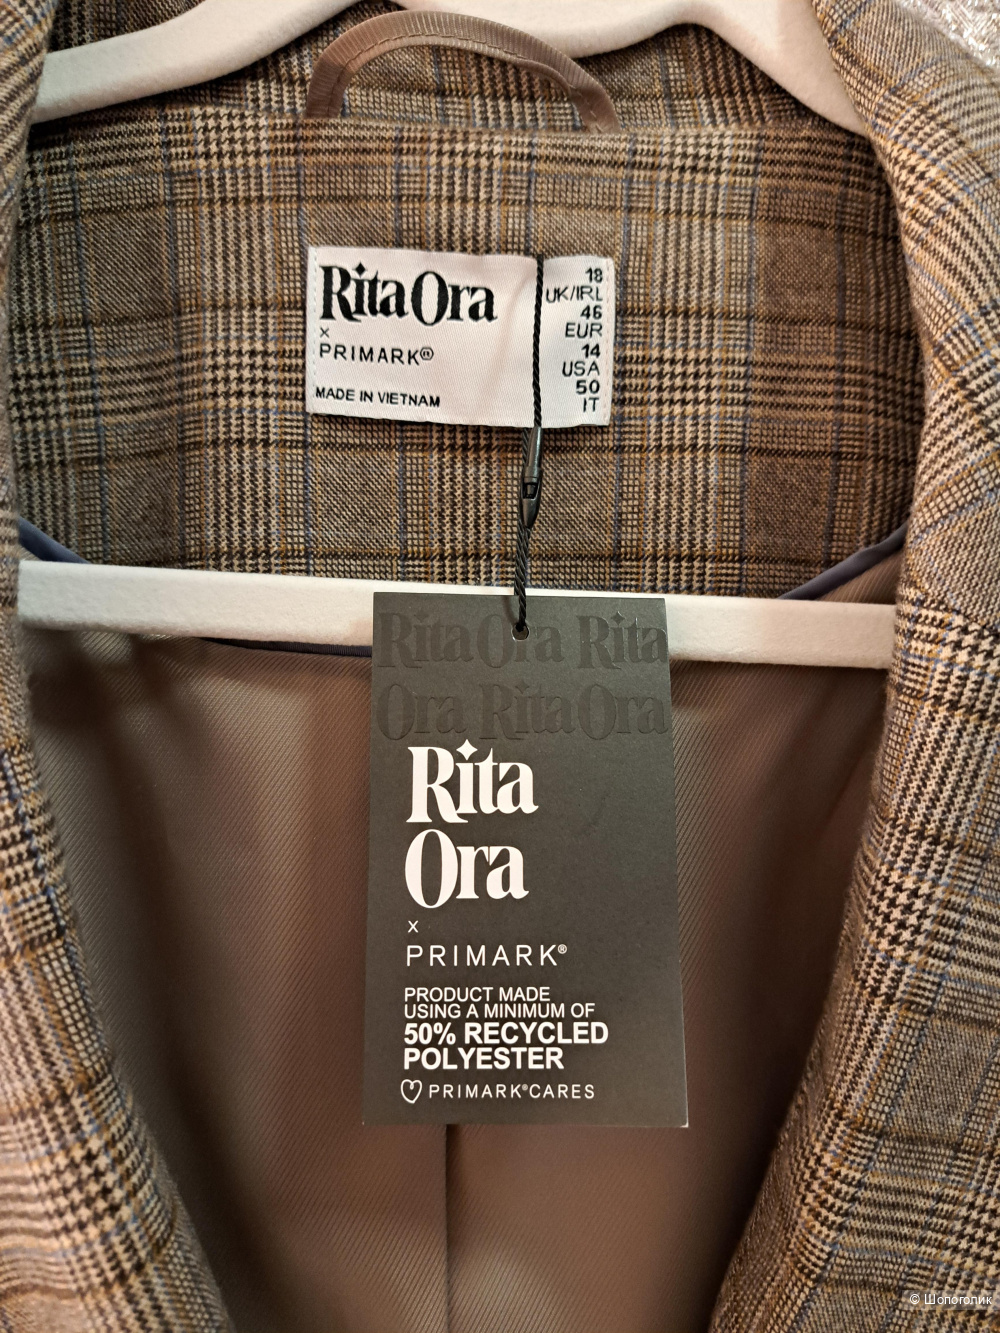 Rita Ora
x
PRIMARK®
MADE IN VIETNAM
18
UK/IRL
46
EUR
14
USA
50
IT
Rita Ora Rita
Ora Rita Ora
Rita
Ora
x
PRIMARK®
PRODUCT MADE
USING A MINIMUM OF
50% RECYCLED
POLYESTER
PRIMARK®CARES
© Шопоголик